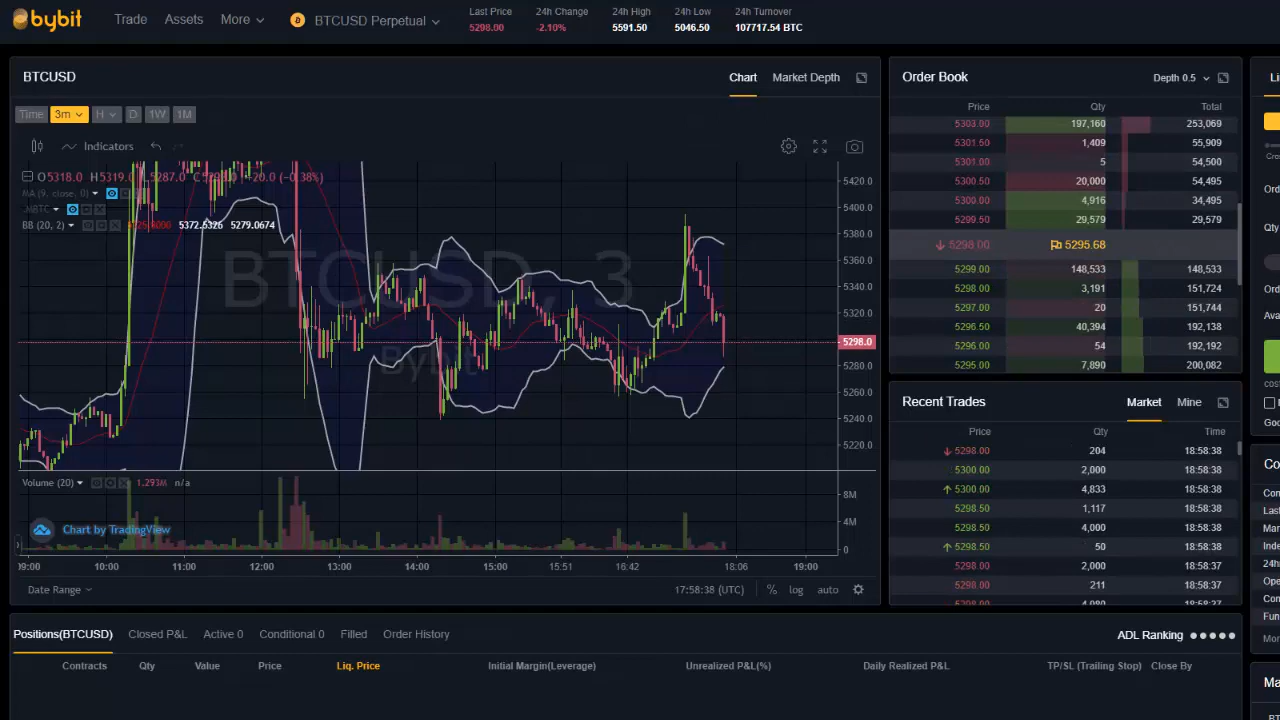 bybit Trade Assets More BTCUSD Perpetual
Last Price 24h Change 24h High 24h Low 24h Turnover
5298.00 -2.10% 5591.50 5046.50 107717.54 BTC
BTCUSD Chart Market Depth
Time 3m H D 1W 1M
Indicators
MA (9, close, 0)
BB (20, 2) 5372.5326 5279.0674
BTCUSD, 3
Bybit
5420.0
5400.0
5380.0
5360.0
5340.0
5320.0
5298.0
5280.0
5260.0
5240.0
5220.0
Volume (20) 1.293M n/a
8M
4M
0
Chart by TradingView
09:00 10:00 11:00 12:00 13:00 14:00 15:00 15:51 16:42 18:06 19:00
Date Range 17:58:38 (UTC) % log auto
Order Book Depth 0.5
Price Qty Total
5303.00 197,160 253,069
5301.50 1,409 55,909
5301.00 5 54,500
5300.50 20,000 54,495
5300.00 4,916 34,495
5299.50 29,579 29,579
5298.00 5295.68
5299.00 148,533 148,533
5298.00 3,191 151,724
5297.00 20 151,744
5296.50 40,394 192,138
5296.00 54 192,192
5295.00 7,890 200,082
Recent Trades Market Mine
Price Qty Time
5298.00 204 18:58:38
5300.00 2,000 18:58:38
5300.00 4,833 18:58:38
5298.50 1,117 18:58:38
5298.50 4,000 18:58:38
5298.50 50 18:58:38
5298.00 2,000 18:58:37
5298.00 211 18:58:37
Positions(BTCUSD) Closed P&L Active 0 Conditional 0 Filled Order History ADL Ranking
Contracts Qty Value Price Liq. Price Initial Margin(Leverage) Unrealized P&L(%) Daily Realized P&L TP/SL (Trailing Stop) Close By